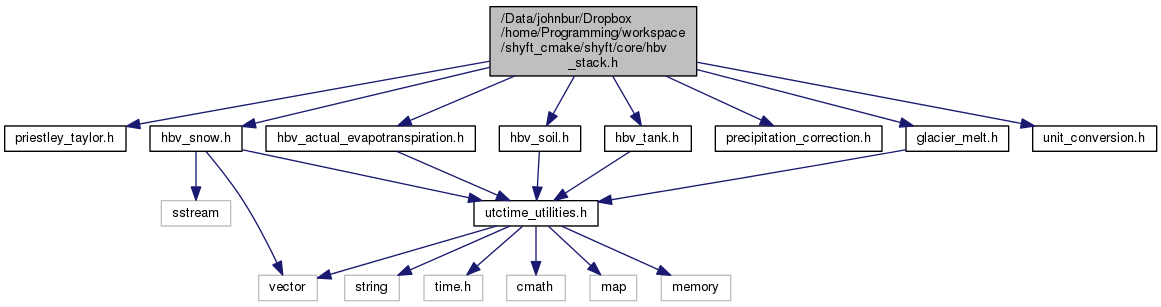 /Data/johnbur/Dropbox
/home/Programming/workspace
/shyft_cmake/shyft/core/hbv
_stack.h
priestley_taylor.h
hbv_snow.h
hbv_actual_evapotranspiration.h
hbv_soil.h
hbv_tank.h
precipitation_correction.h
glacier_melt.h
unit_conversion.h
sstream
utctime_utilities.h
vector
string
time.h
cmath
map
memory